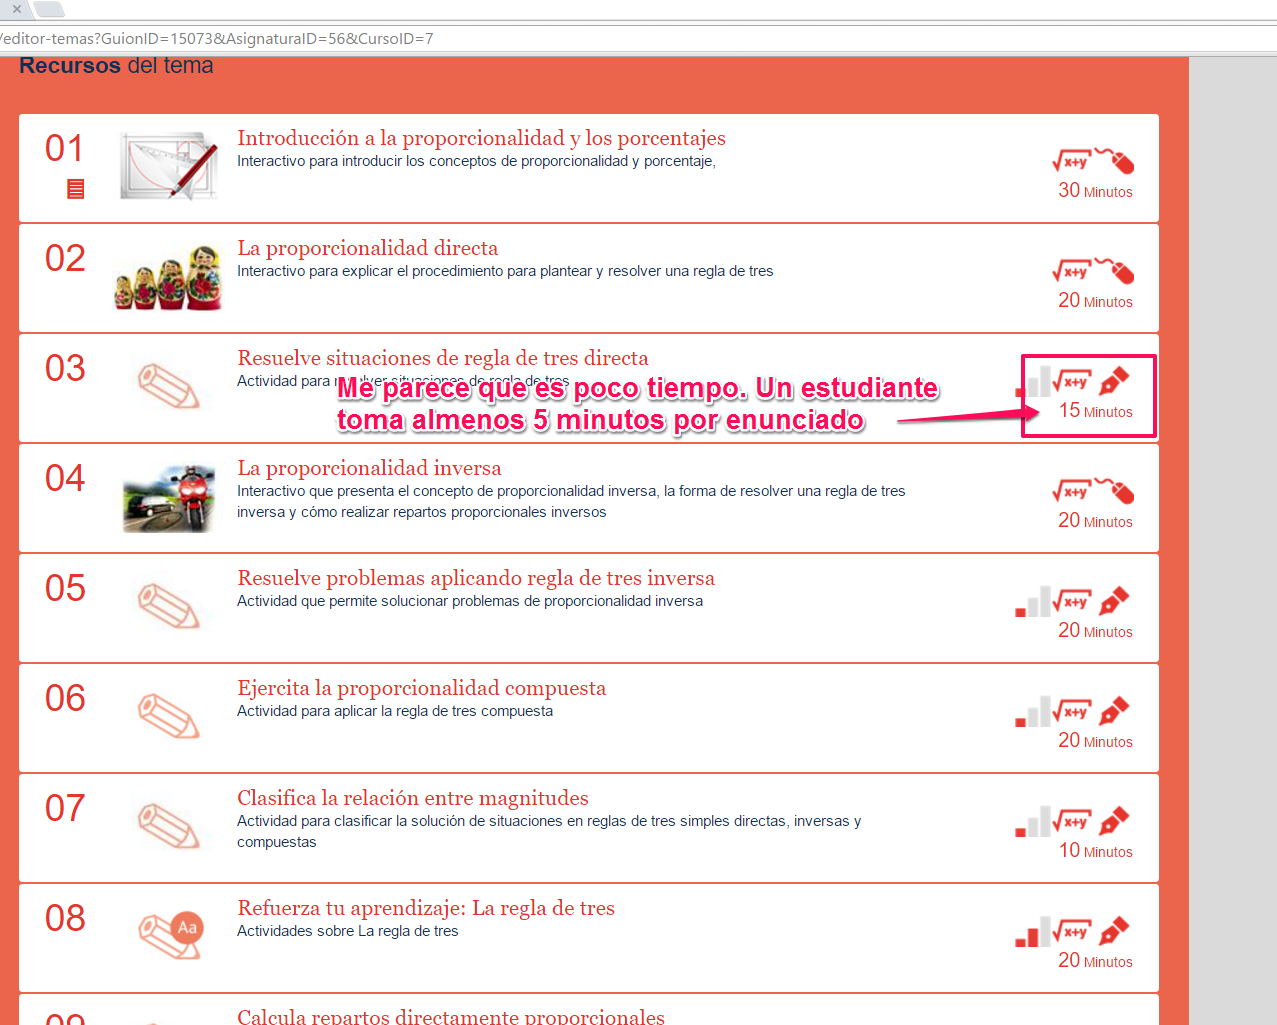 /editor-temas?GuionID=15073&AsignaturaID=56&CursoID=7
Recursos del tema
01
Introducción a la proporcionalidad y los porcentajes
Interactivo para introducir los conceptos de proporcionalidad y porcentaje,
√x+y
30 Minutos
02
La proporcionalidad directa
Interactivo para explicar el procedimiento para plantear y resolver una regla de tres
√x+y
20 Minutos
03
Resuelve situaciones de regla de tres directa
Actividad para resolver situaciones de regla de tres
Me parece que es poco tiempo. Un estudiante
toma almenos 5 minutos por enunciado
√x+y
15 Minutos
04
La proporcionalidad inversa
Interactivo que presenta el concepto de proporcionalidad inversa, la forma de resolver una regla de tres
inversa y cómo realizar repartos proporcionales inversos
√x+y
20 Minutos
05
Resuelve problemas aplicando regla de tres inversa
Actividad que permite solucionar problemas de proporcionalidad inversa
√x+y
20 Minutos
06
Ejercita la proporcionalidad compuesta
Actividad para aplicar la regla de tres compuesta
√x+y
20 Minutos
07
Clasifica la relación entre magnitudes
Actividad para clasificar la solución de situaciones en reglas de tres simples directas, inversas y
compuestas
√x+y
10 Minutos
08
Aa
Refuerza tu aprendizaje: La regla de tres
Actividades sobre La regla de tres
√x+y
20 Minutos
09
Calcula repartos directamente proporcionales